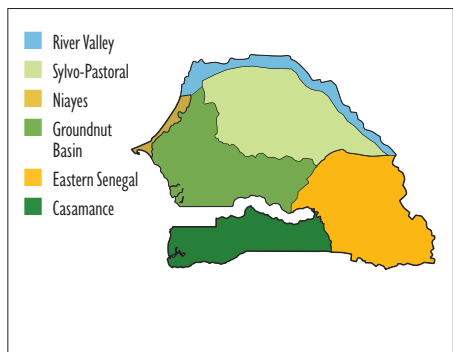 River Valley
Sylvo-Pastoral
Niayes
Groundnut
Basin
Eastern Senegal
Casamance